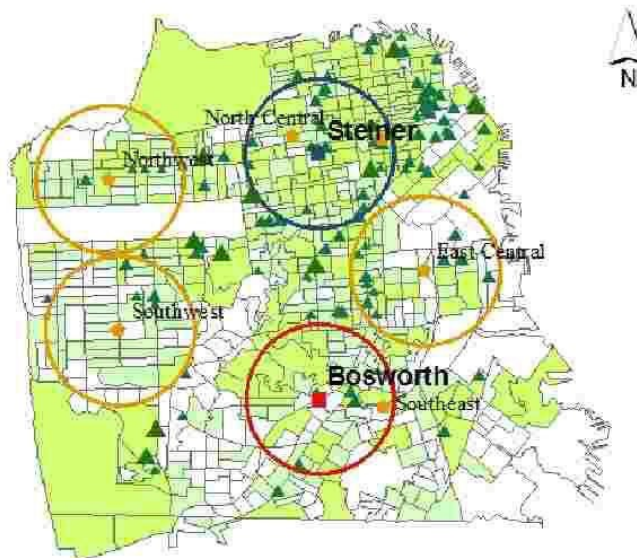 N
North Central
Steiner
Northwest
East Central
Southwest
Bosworth
Southeast